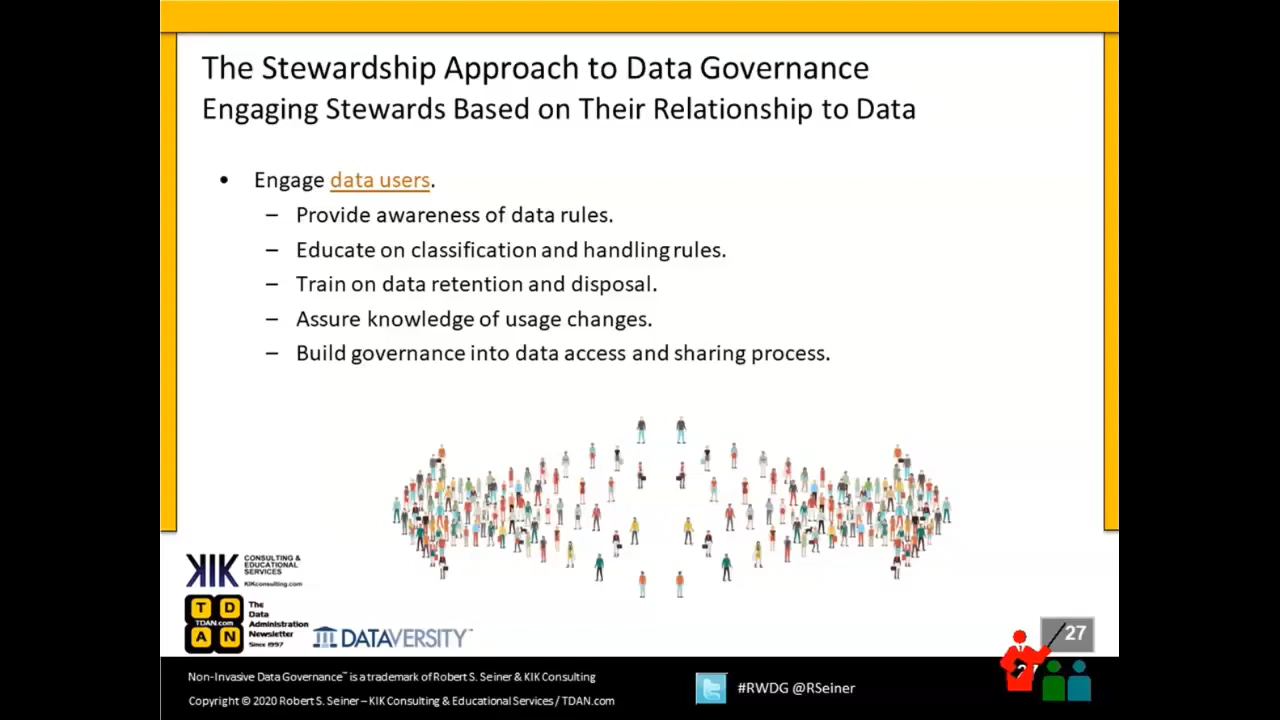 The Stewardship Approach to Data Governance
Engaging Stewards Based on Their Relationship to Data
• Engage data users.
– Provide awareness of data rules.
– Educate on classification and handling rules.
– Train on data retention and disposal.
– Assure knowledge of usage changes.
– Build governance into data access and sharing process.
KIK CONSULTING &
EDUCATIONAL
SERVICES
KIKconsulting.com
T D
TDAN.com
A N
The
Data
Administration
Newsletter
Since 1997
DATAVERSITY™
27
Non-Invasive Data Governance™ is a trademark of Robert S. Seiner & KIK Consulting
Copyright © 2020 Robert S. Seiner – KIK Consulting & Educational Services / TDAN.com
#RWDG @RSeiner